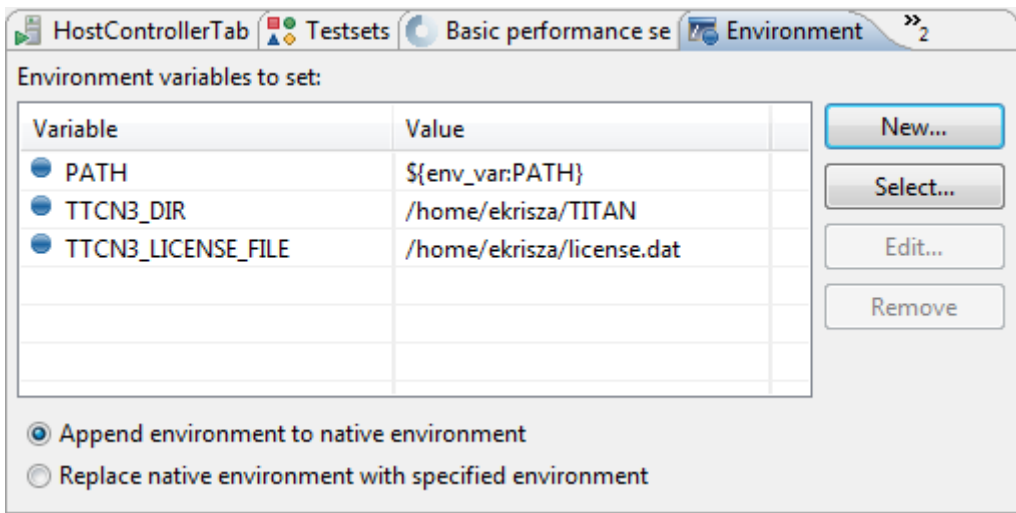 HostControllerTab Testsets Basic performance se Environment »2
Environment variables to set:
Variable Value New...
PATH ${env_var:PATH} Select...
TTCN3_DIR /home/ekrisza/TITAN
TTCN3_LICENSE_FILE /home/ekrisza/license.dat Edit...
Remove
Append environment to native environment
Replace native environment with specified environment